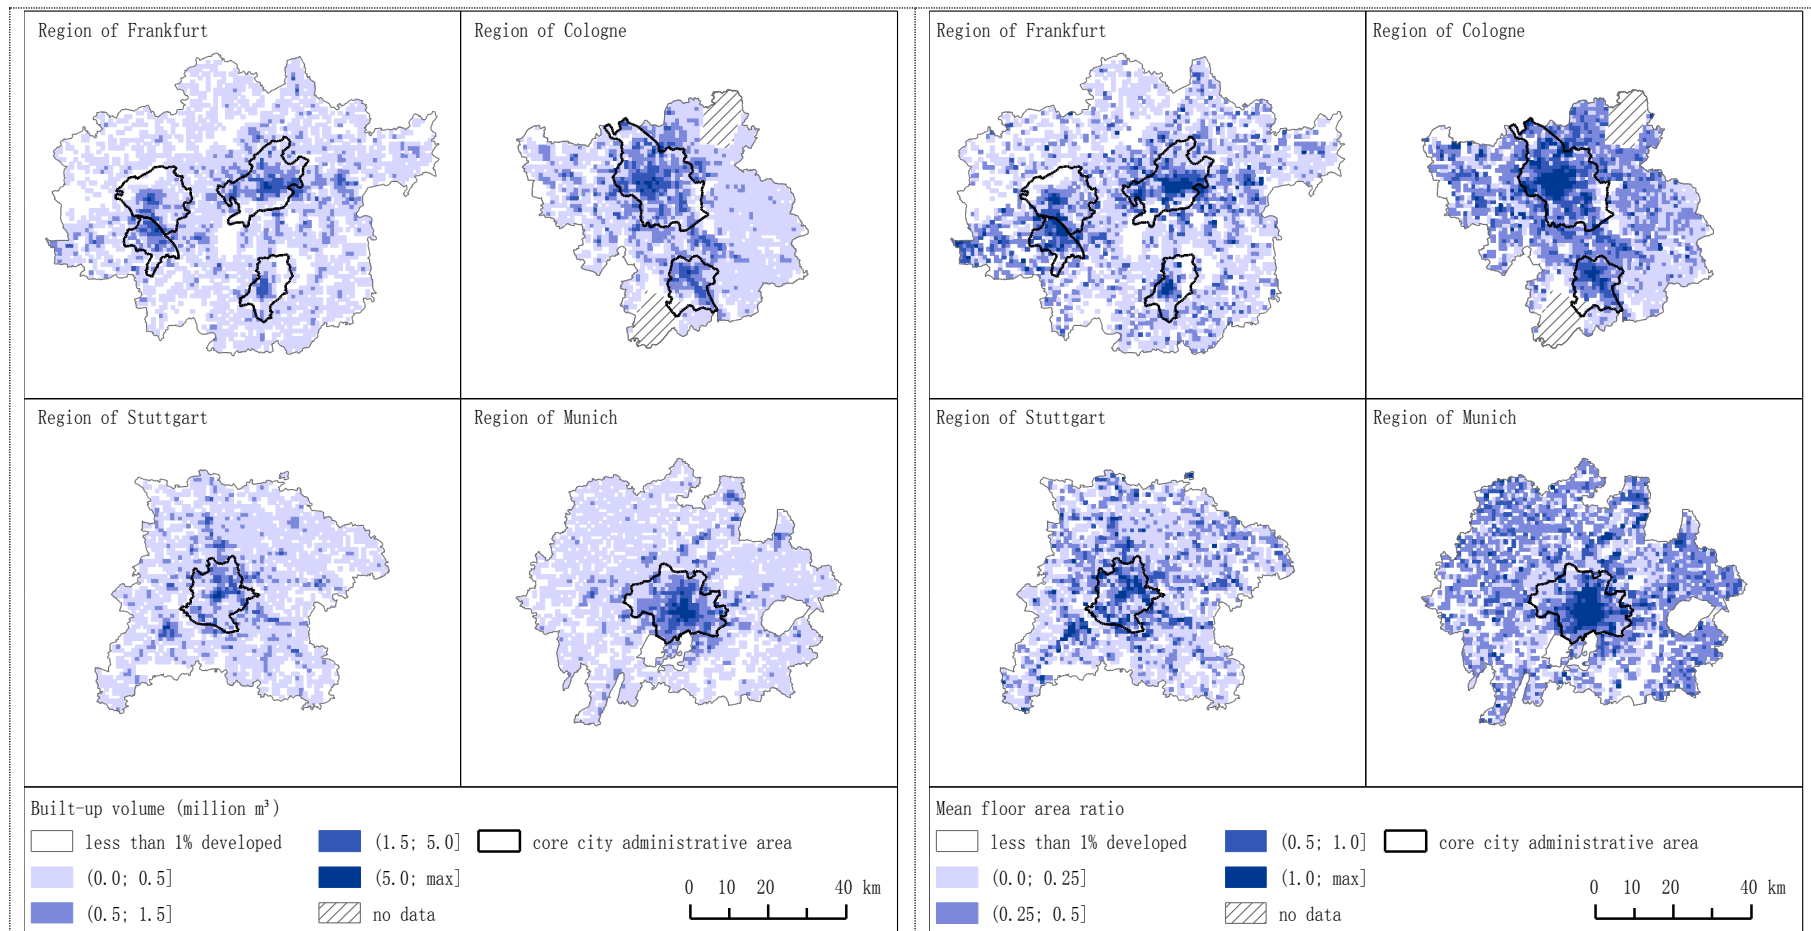 Region of Frankfurt
Region of Cologne
Region of Stuttgart
Region of Munich
Built-up volume (million m³)
less than 1% developed
(0.0; 0.5]
(0.5; 1.5]
(1.5; 5.0]
(5.0; max]
no data
core city administrative area
0 10 20 40 km
Region of Frankfurt
Region of Cologne
Region of Stuttgart
Region of Munich
Mean floor area ratio
less than 1% developed
(0.0; 0.25]
(0.25; 0.5]
(0.5; 1.0]
(1.0; max]
no data
core city administrative area
0 10 20 40 km